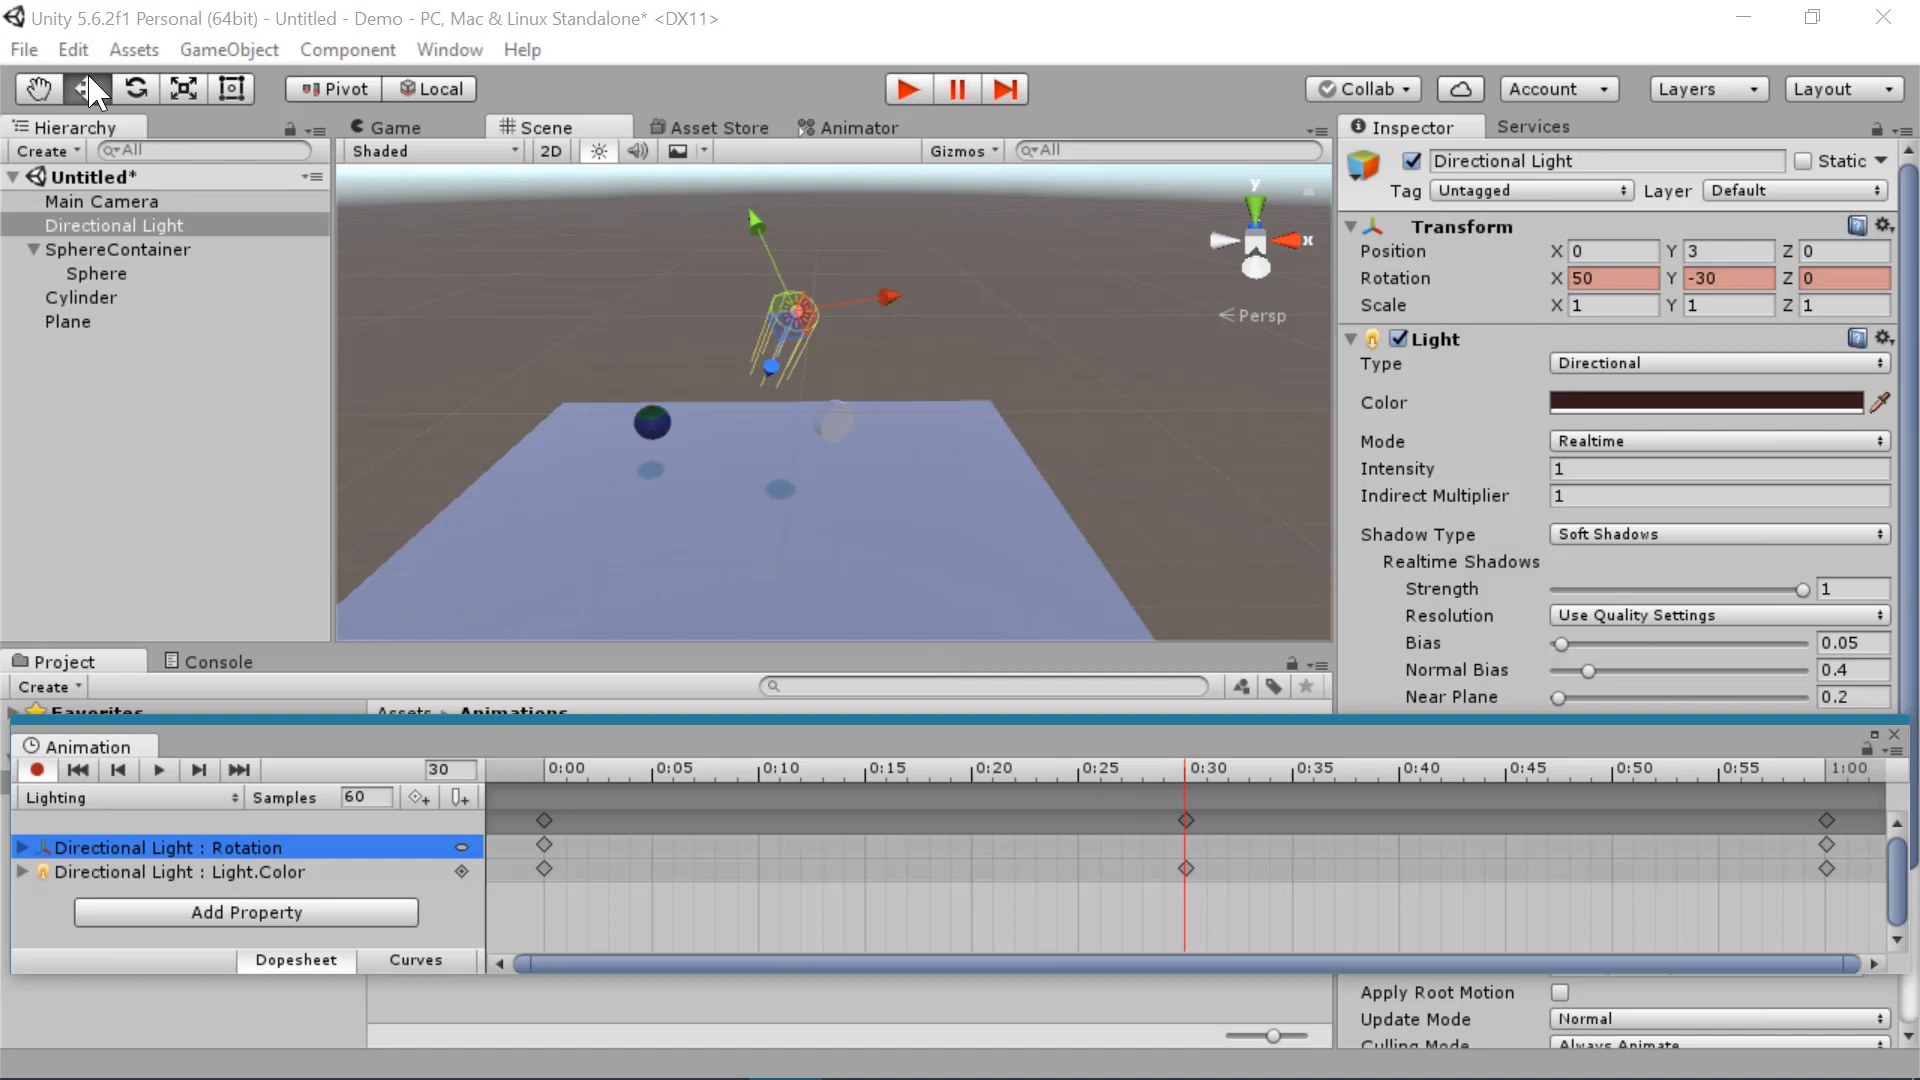 Unity 5.6.2f1 Personal (64bit) - Untitled - Demo - PC, Mac & Linux Standalone* <DX11>
File Edit Assets GameObject Component Window Help
Pivot Local Collab Account Layers Layout
Hierarchy
Create All
Untitled*
Main Camera
Directional Light
SphereContainer
Sphere
Cylinder
Plane
Game Scene Asset Store Animator
Shaded 2D Gizmos All
y
x
Persp
Inspector Services
Directional Light Static
Tag Untagged Layer Default
Transform
Position X 0 Y 3 Z 0
Rotation X 50 Y -30 Z 0
Scale X 1 Y 1 Z 1
Light
Type Directional
Color
Mode Realtime
Intensity 1
Indirect Multiplier 1
Shadow Type Soft Shadows
Realtime Shadows
Strength 1
Resolution Use Quality Settings
Bias 0.05
Normal Bias 0.4
Near Plane 0.2
Project Console
Create
Favorites Assets Animations
Animation
30 0:00 0:05 0:10 0:15 0:20 0:25 0:30 0:35 0:40 0:45 0:50 0:55 1:00
Lighting Samples 60
Directional Light : Rotation
Directional Light : Light.Color
Add Property
Dopesheet Curves
Apply Root Motion
Update Mode Normal
Culling Mode Always Animate